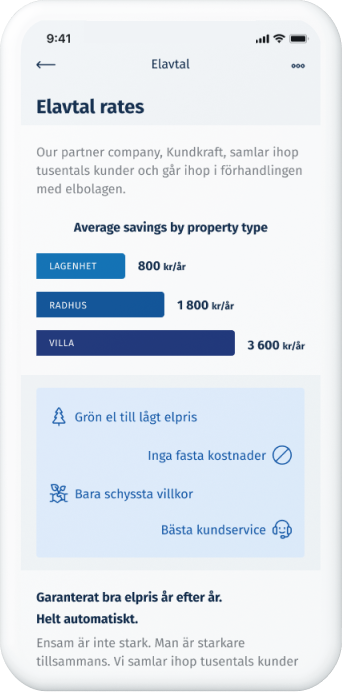 9:41
Elavtal
Elavtal rates
Our partner company, Kundkraft, samlar ihop
tusentals kunder och går ihop i förhandlingen
med elbolagen.
Average savings by property type
LAGENHET 800 kr/år
RADHUS 1 800 kr/år
VILLA 3 600 kr/år
Grön el till lågt elpris
Inga fasta kostnader
Bara schyssta villkor
Bästa kundservice
Garanterat bra elpris år efter år.
Helt automatiskt.
Ensam är inte stark. Man är starkare
tillsammans. Vi samlar ihop tusentals kunder